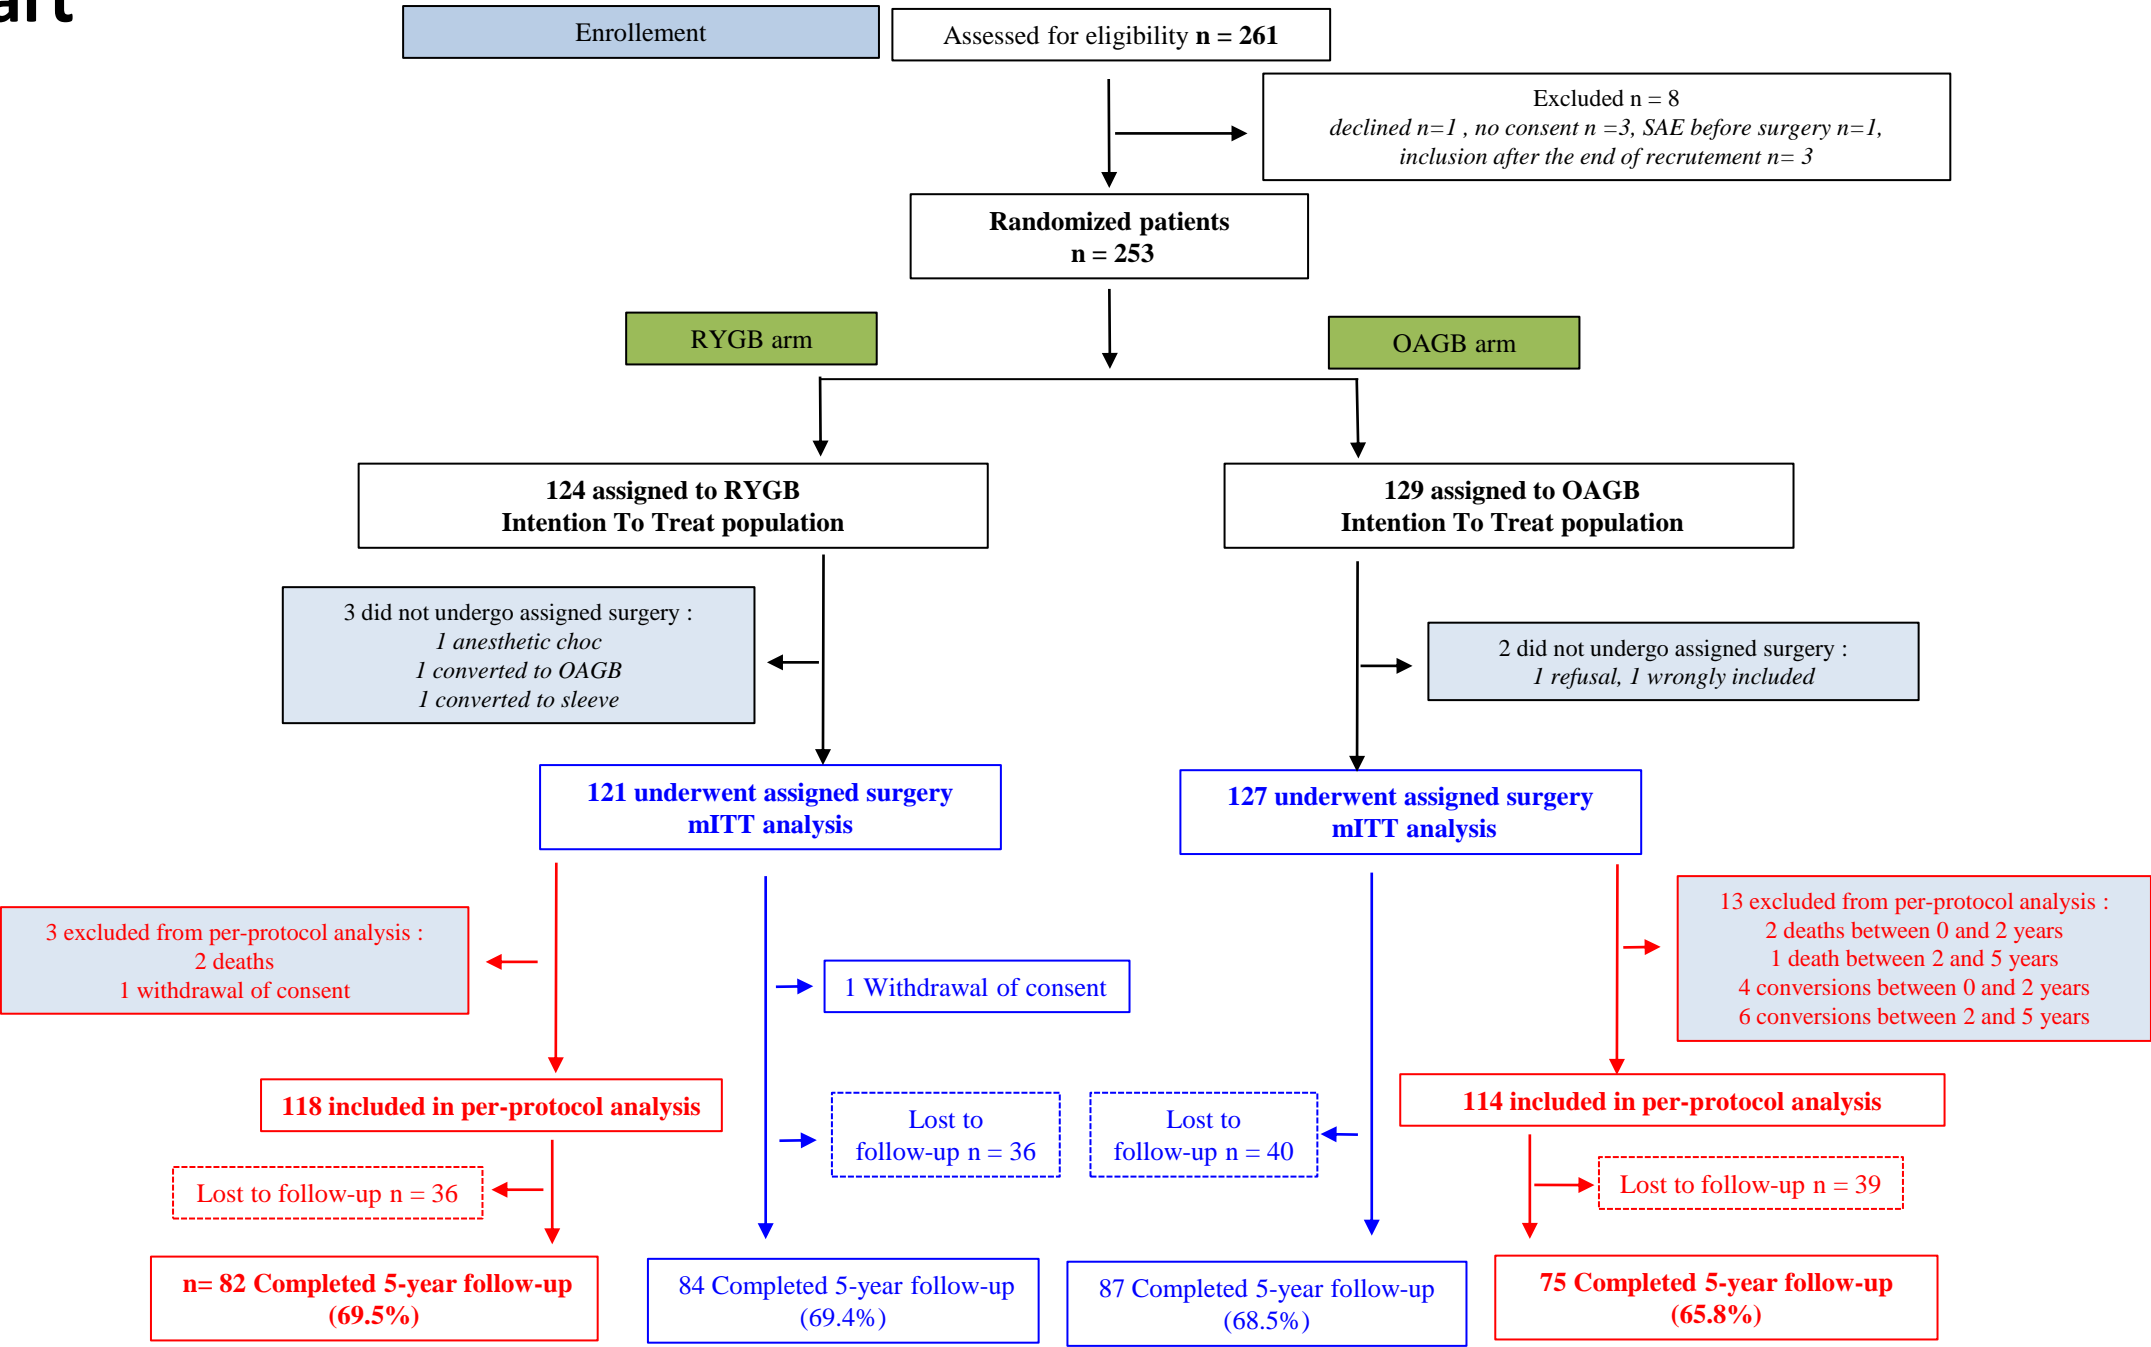 Enrollement
Assessed for eligibility n = 261
Excluded n = 8
declined n=1 , no consent n =3, SAE before surgery n=1,
inclusion after the end of recrutement n= 3
Randomized patients
n = 253
RYGB arm
OAGB arm
124 assigned to RYGB
Intention To Treat population
129 assigned to OAGB
Intention To Treat population
3 did not undergo assigned surgery :
1 anesthetic choc
1 converted to OAGB
1 converted to sleeve
2 did not undergo assigned surgery :
1 refusal, 1 wrongly included
121 underwent assigned surgery
mITT analysis
127 underwent assigned surgery
mITT analysis
3 excluded from per-protocol analysis :
2 deaths
1 withdrawal of consent
1 Withdrawal of consent
13 excluded from per-protocol analysis :
2 deaths between 0 and 2 years
1 death between 2 and 5 years
4 conversions between 0 and 2 years
6 conversions between 2 and 5 years
118 included in per-protocol analysis
Lost to
follow-up n = 36
Lost to
follow-up n = 40
114 included in per-protocol analysis
Lost to follow-up n = 36
Lost to follow-up n = 39
n= 82 Completed 5-year follow-up
(69.5%)
84 Completed 5-year follow-up
(69.4%)
87 Completed 5-year follow-up
(68.5%)
75 Completed 5-year follow-up
(65.8%)